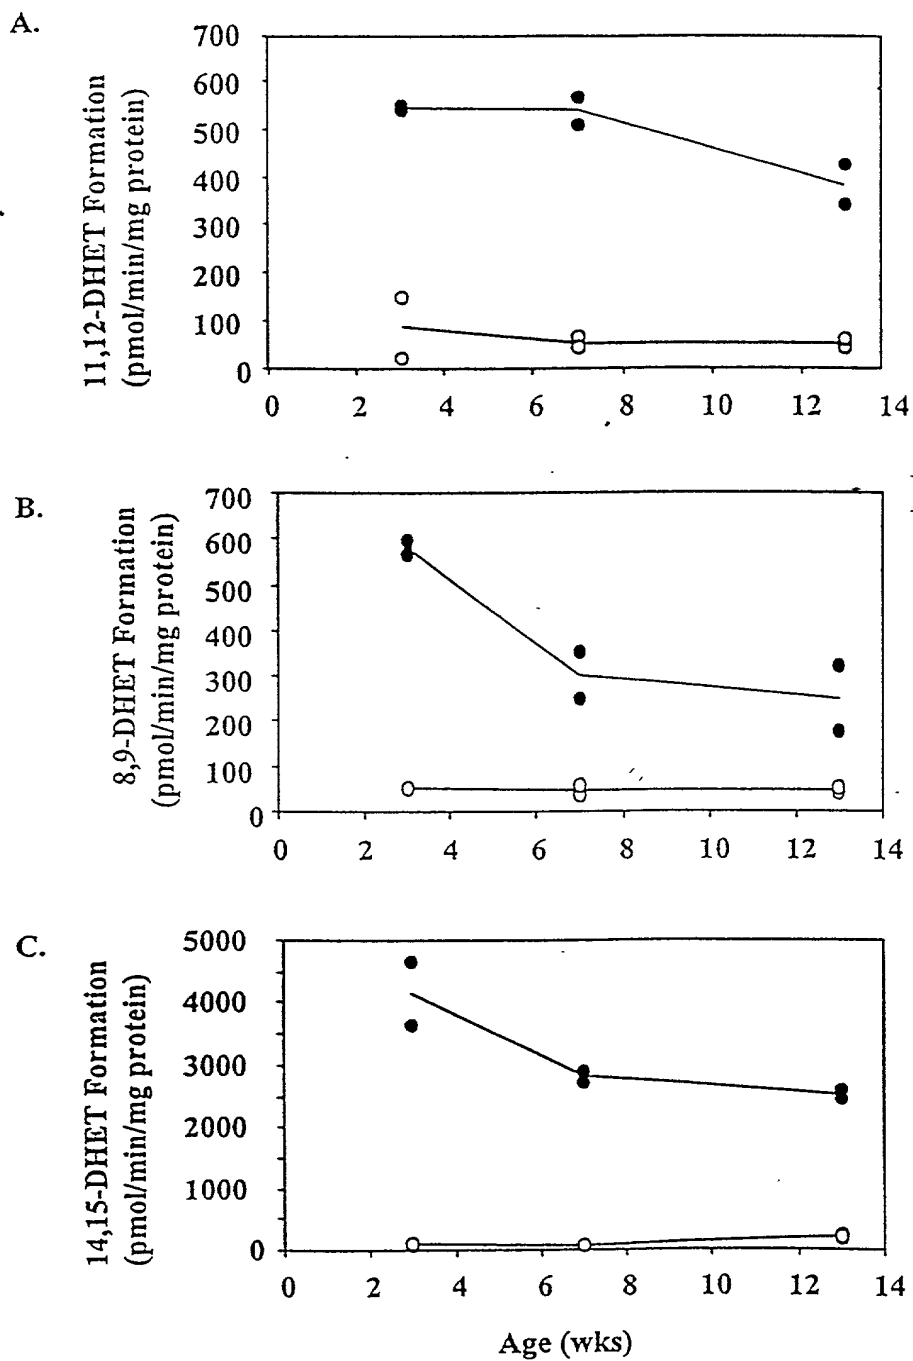 A.
11,12-DHET Formation
(pmol/min/mg protein)
700
600
500
400
300
200
100
0
0 2 4 6 8 10 12 14
B.
8,9-DHET Formation
(pmol/min/mg protein)
700
600
500
400
300
200
100
0
0 2 4 6 8 10 12 14
C.
14,15-DHET Formation
(pmol/min/mg protein)
5000
4000
3000
2000
1000
0
0 2 4 6 8 10 12 14
Age (wks)